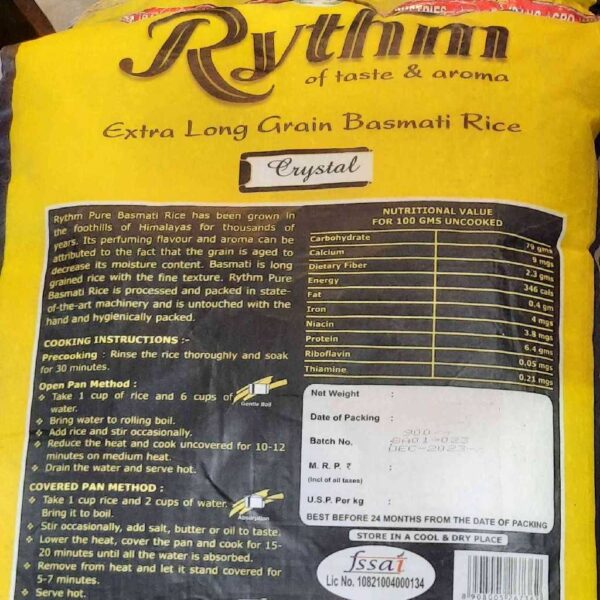 Rythm
of taste & aroma
Extra Long Grain Basmati Rice
Crystal
Rythm Pure Basmati Rice has been grown in
the foothills of Himalayas for thousands of
years. Its perfuming flavour and aroma can be
attributed to the fact that the grain is aged to
decrease its moisture content. Basmati is long
grained rice with the fine texture. Rythm Pure
Basmati Rice is processed and packed in state-
of-the-art machinery and is untouched with the
hand and hygienically packed.
COOKING INSTRUCTIONS :-
Precooking : Rinse the rice thoroughly and soak
for 30 minutes.
Open Pan Method :
Take 1 cup of rice and 6 cups of
water.
Gentle Boil
Bring water to rolling boil.
Add rice and stir occasionally.
Reduce the heat and cook uncovered for 10-12
minutes on medium heat.
Drain the water and serve hot.
COVERED PAN METHOD :
Take 1 cup rice and 2 cups of water.
Bring it to boil.
Absorption
Stir occasionally, add salt, butter or oil to taste.
Lower the heat, cover the pan and cook for 15-
20 minutes until all the water is absorbed.
Remove from heat and let it stand covered for
5-7 minutes.
Serve hot.
NUTRITIONAL VALUE
FOR 100 GMS UNCOOKED
Carbohydrate 79 gms
Calcium 9 mgs
Dietary Fiber 2.3 gms
Energy 346 cals
Fat 0.4 gm
Iron 4 mgs
Niacin 3.8 mgs
Protein 6.4 gms
Riboflavin 0.05 mgs
Thiamine 0.21 mgs
Net Weight :
Date of Packing :
Batch No.
DEC-2023
M. R. P. ₹ :
(Incl of all taxes)
U.S.P. Per kg :
BEST BEFORE 24 MONTHS FROM THE DATE OF PACKING
STORE IN A COOL & DRY PLACE
fssai
Lic No. 10821004000134